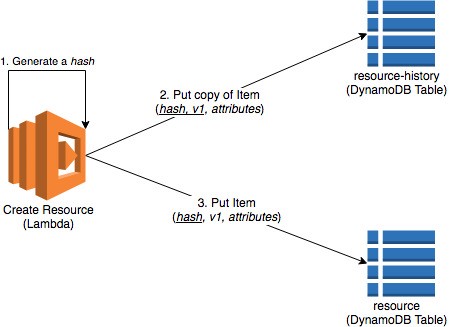 1. Generate a hash
2. Put copy of Item
(hash, v1, attributes)
resource-history
(DynamoDB Table)
Create Resource
(Lambda)
3. Put Item
(hash, v1, attributes)
resource
(DynamoDB Table)